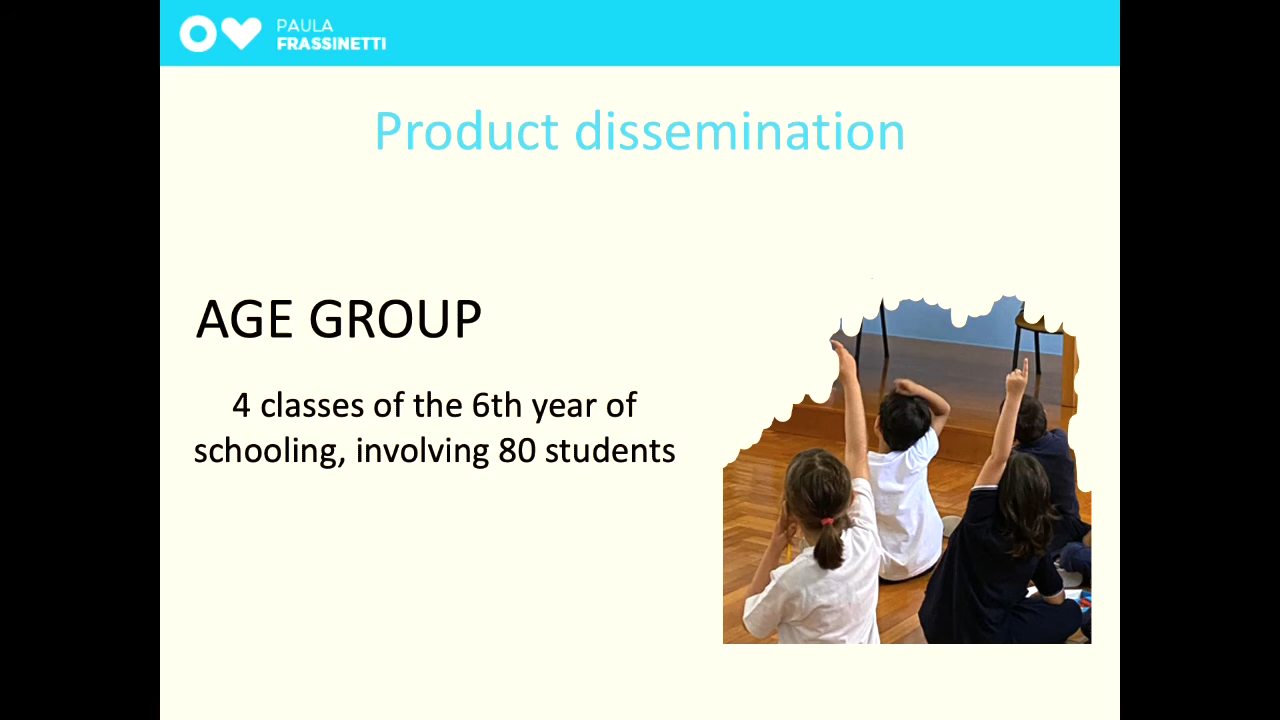 PAULA
FRASSINETTI
Product dissemination
AGE GROUP
4 classes of the 6th year of
schooling, involving 80 students